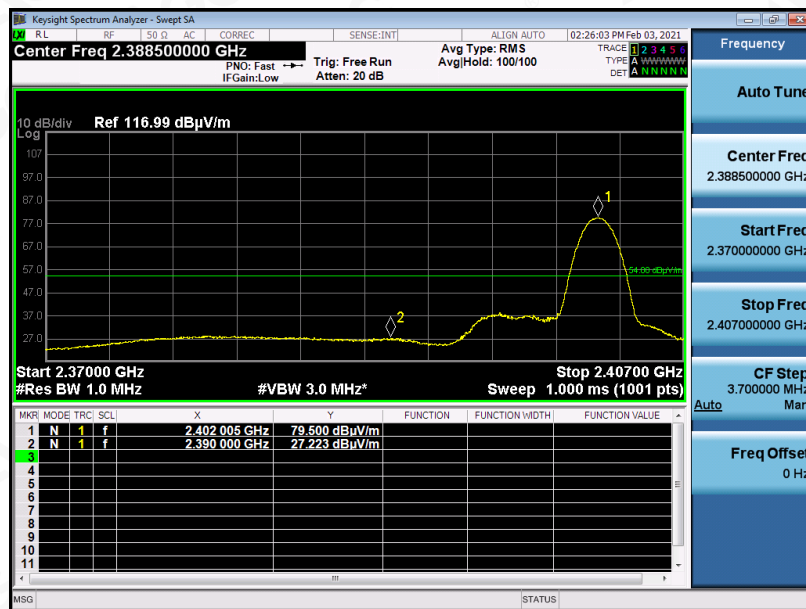 Keysight Spectrum Analyzer - Swept SA
LXI RL RF 50 Ω AC CORREC SENSE:INT ALIGN AUTO 02:26:03 PM Feb 03, 2021
Center Freq 2.388500000 GHz
PNO: Fast
IFGain:Low
Trig: Free Run
Atten: 20 dB
Avg Type: RMS
Avg|Hold: 100/100
TRACE 1 2 3 4 5 6
TYPE A WWWWW
DET A N N N N N
10 dB/div Ref 116.99 dBµV/m
Log
107
97.0
87.0
77.0
67.0
57.0
47.0
37.0
27.0
1
2
54.00 dBµV/m
Start 2.37000 GHz Stop 2.40700 GHz
#Res BW 1.0 MHz #VBW 3.0 MHz* Sweep 1.000 ms (1001 pts)
MKR MODE TRC SCL X Y FUNCTION FUNCTION WIDTH FUNCTION VALUE
1 N 1 f 2.402 005 GHz 79.500 dBµV/m
2 N 1 f 2.390 000 GHz 27.223 dBµV/m
3
4
5
6
7
8
9
10
11
MSG STATUS
Frequency
Auto Tune
Center Freq
2.388500000 GHz
Start Freq
2.370000000 GHz
Stop Freq
2.407000000 GHz
CF Step
3.700000 MHz
Auto Man
Freq Offset
0 Hz